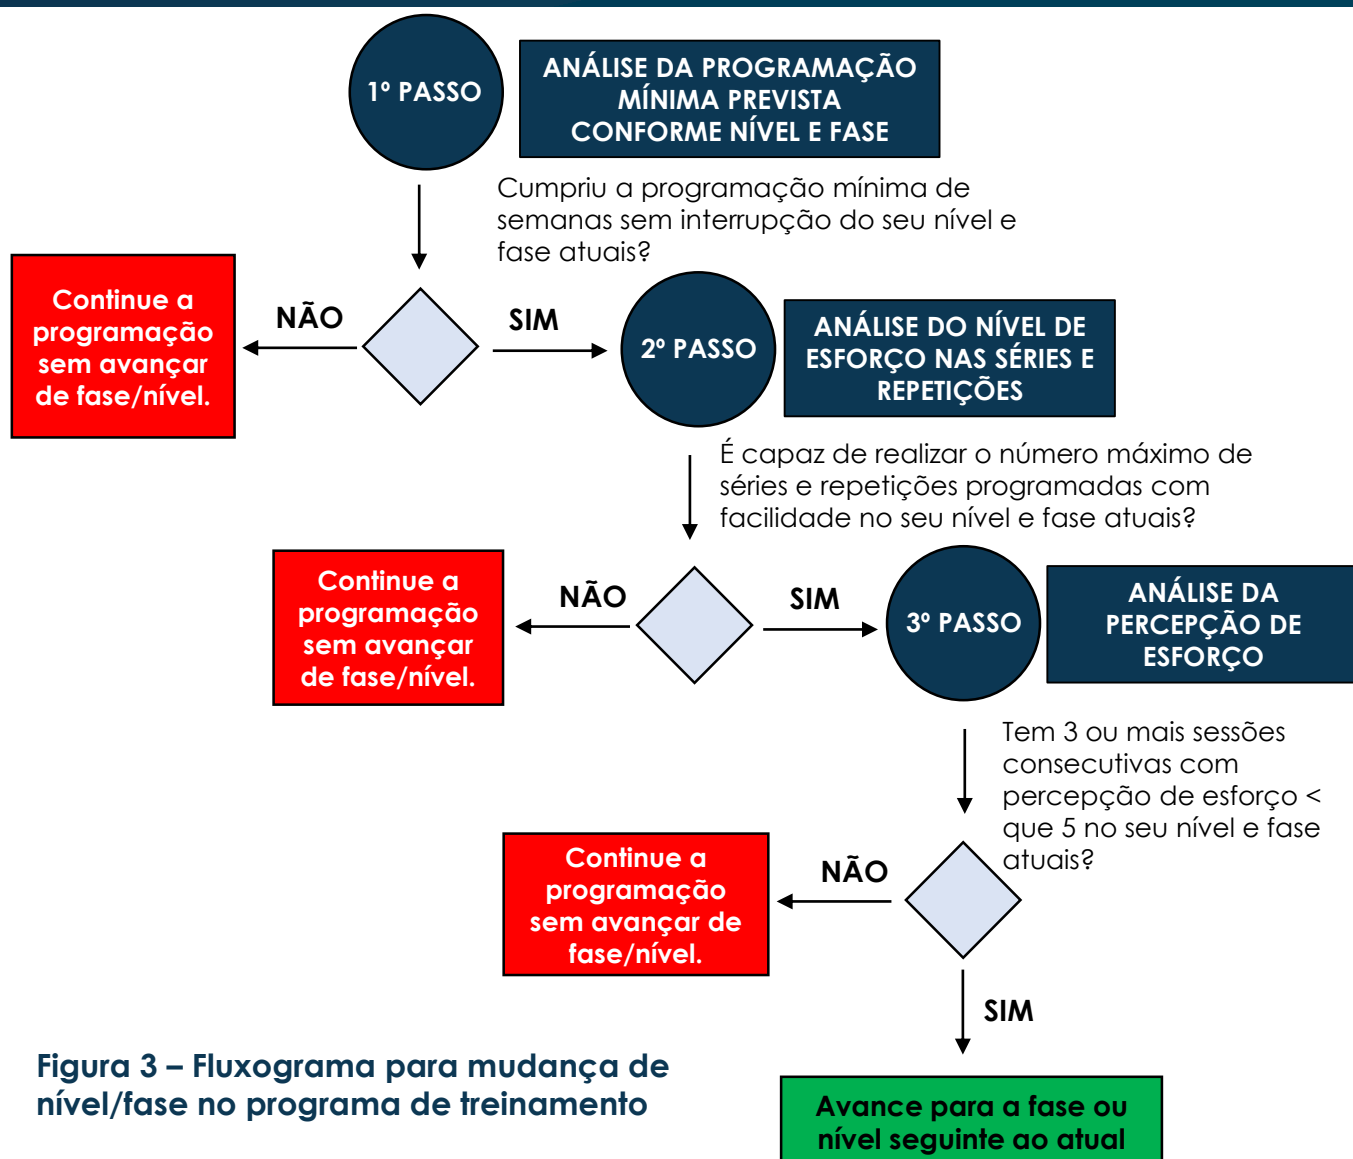 1º PASSO
ANÁLISE DA PROGRAMAÇÃO
MÍNIMA PREVISTA
CONFORME NÍVEL E FASE
Cumpriu a programação mínima de
semanas sem interrupção do seu nível e
fase atuais?
Continue a
programação
sem avançar
de fase/nível.
NÃO
SIM
2º PASSO
ANÁLISE DO NÍVEL DE
ESFORÇO NAS SÉRIES E
REPETIÇÕES
É capaz de realizar o número máximo de
séries e repetições programadas com
facilidade no seu nível e fase atuais?
Continue a
programação
sem avançar
de fase/nível.
NÃO
SIM
3º PASSO
ANÁLISE DA
PERCEPÇÃO DE
ESFORÇO
Tem 3 ou mais sessões
consecutivas com
percepção de esforço <
que 5 no seu nível e fase
atuais?
Continue a
programação
sem avançar de
fase/nível.
NÃO
SIM
Figura 3 – Fluxograma para mudança de
nível/fase no programa de treinamento
Avance para a fase ou
nível seguinte ao atual